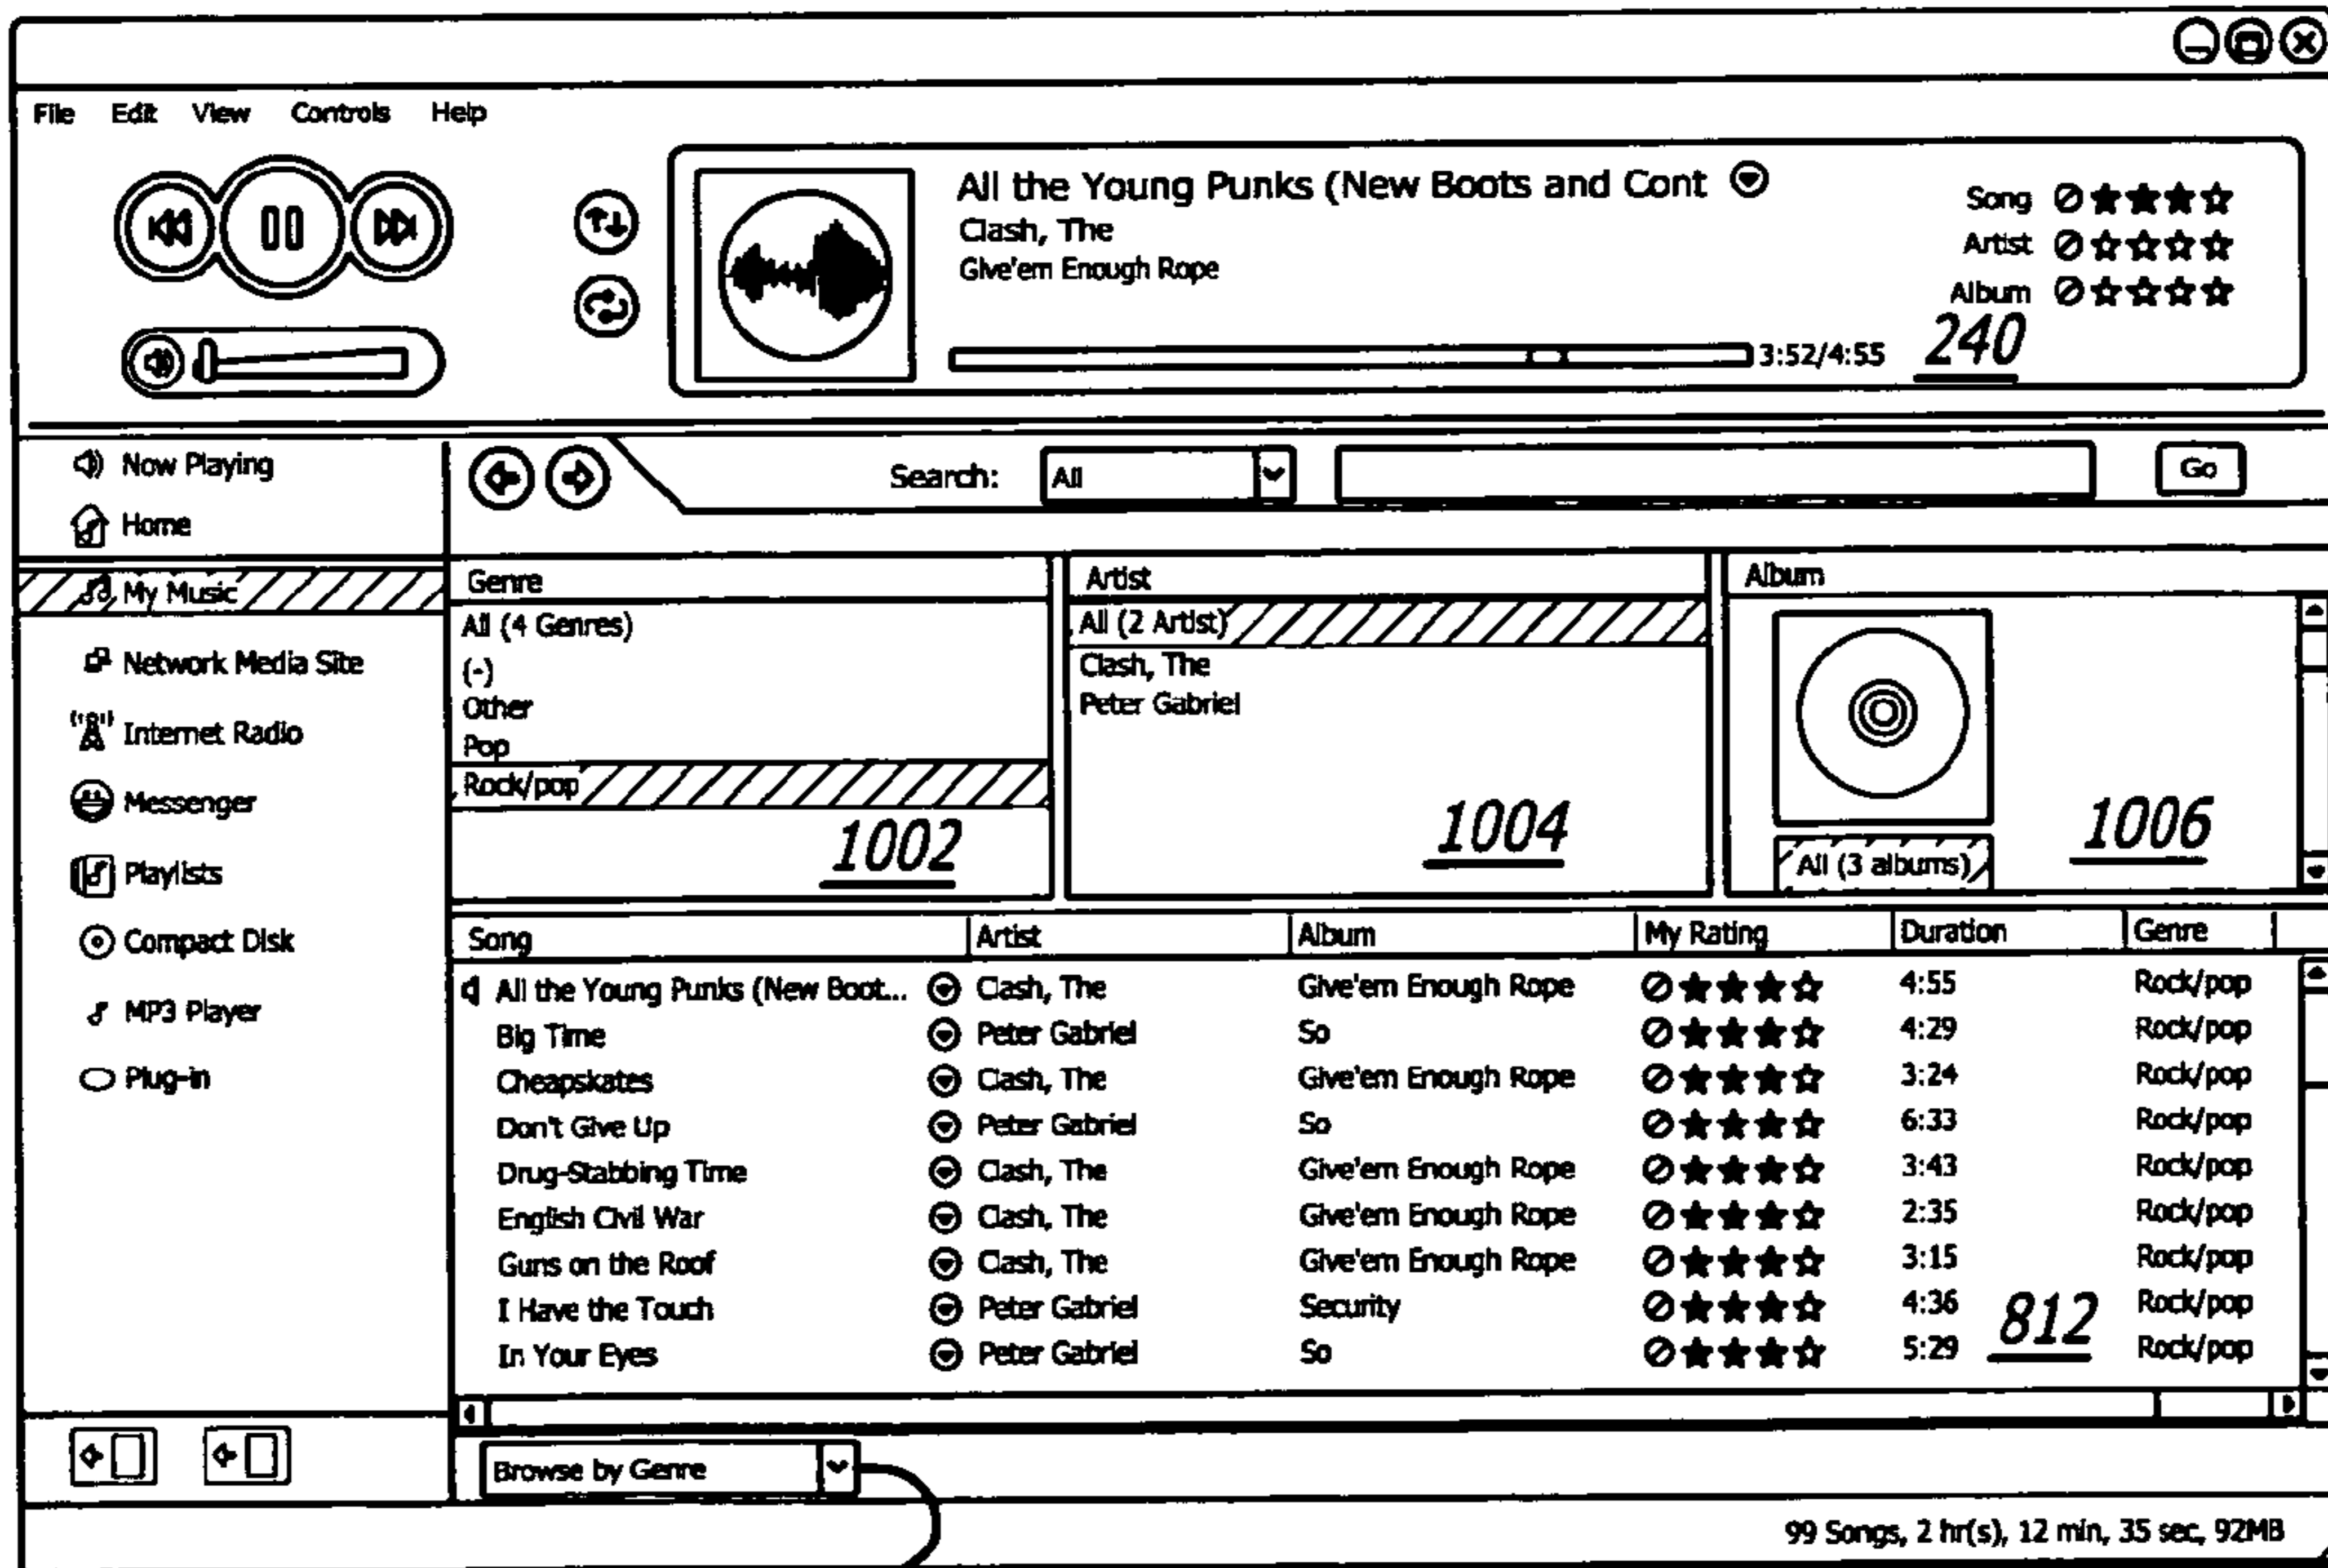 File Edit View Controls Help
All the Young Punks (New Boots and Cont
Clash, The
Give'em Enough Rope
Song
Artist
Album
3:52/4:55
240
Now Playing
Home
My Music
Network Media Site
Internet Radio
Messenger
Playlists
Compact Disk
MP3 Player
Plug-in
Search: All Go
Genre
All (4 Genres)
(-)
Other
Pop
Rock/pop
1002
Artist
All (2 Artist)
Clash, The
Peter Gabriel
1004
Album
All (3 albums)
1006
Song Artist Album My Rating Duration Genre
All the Young Punks (New Boot... Clash, The Give'em Enough Rope 4:55 Rock/pop
Big Time Peter Gabriel So 4:29 Rock/pop
Cheapskates Clash, The Give'em Enough Rope 3:24 Rock/pop
Don't Give Up Peter Gabriel So 6:33 Rock/pop
Drug-Stabbing Time Clash, The Give'em Enough Rope 3:43 Rock/pop
English Civil War Clash, The Give'em Enough Rope 2:35 Rock/pop
Guns on the Roof Clash, The Give'em Enough Rope 3:15 Rock/pop
I Have the Touch Peter Gabriel Security 4:36 Rock/pop
In Your Eyes Peter Gabriel So 5:29 Rock/pop
812
Browse by Genre
99 Songs, 2 hr(s), 12 min, 35 sec, 92MB